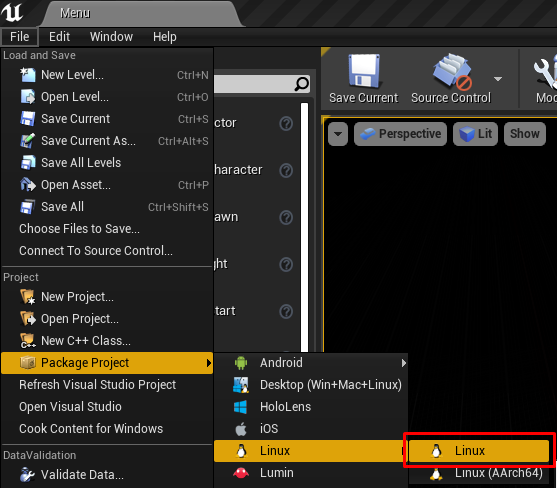 Menu
File Edit Window Help
Load and Save
New Level... Ctrl+N
Open Level... Ctrl+O
Save Current Ctrl+S
Save Current As... Ctrl+Alt+S
Save All Levels
Open Asset... Ctrl+P
Save All Ctrl+Shift+S
Choose Files to Save...
Connect To Source Control...
Project
New Project...
Open Project...
New C++ Class...
Package Project
Refresh Visual Studio Project
Open Visual Studio
Cook Content for Windows
DataValidation
Validate Data...
ctor
haracter
awn
ght
tart
Android
Desktop (Win+Mac+Linux)
HoloLens
iOS
Linux
Lumin
Linux
Linux (AArch64)
Save Current Source Control Mo
Perspective Lit Show